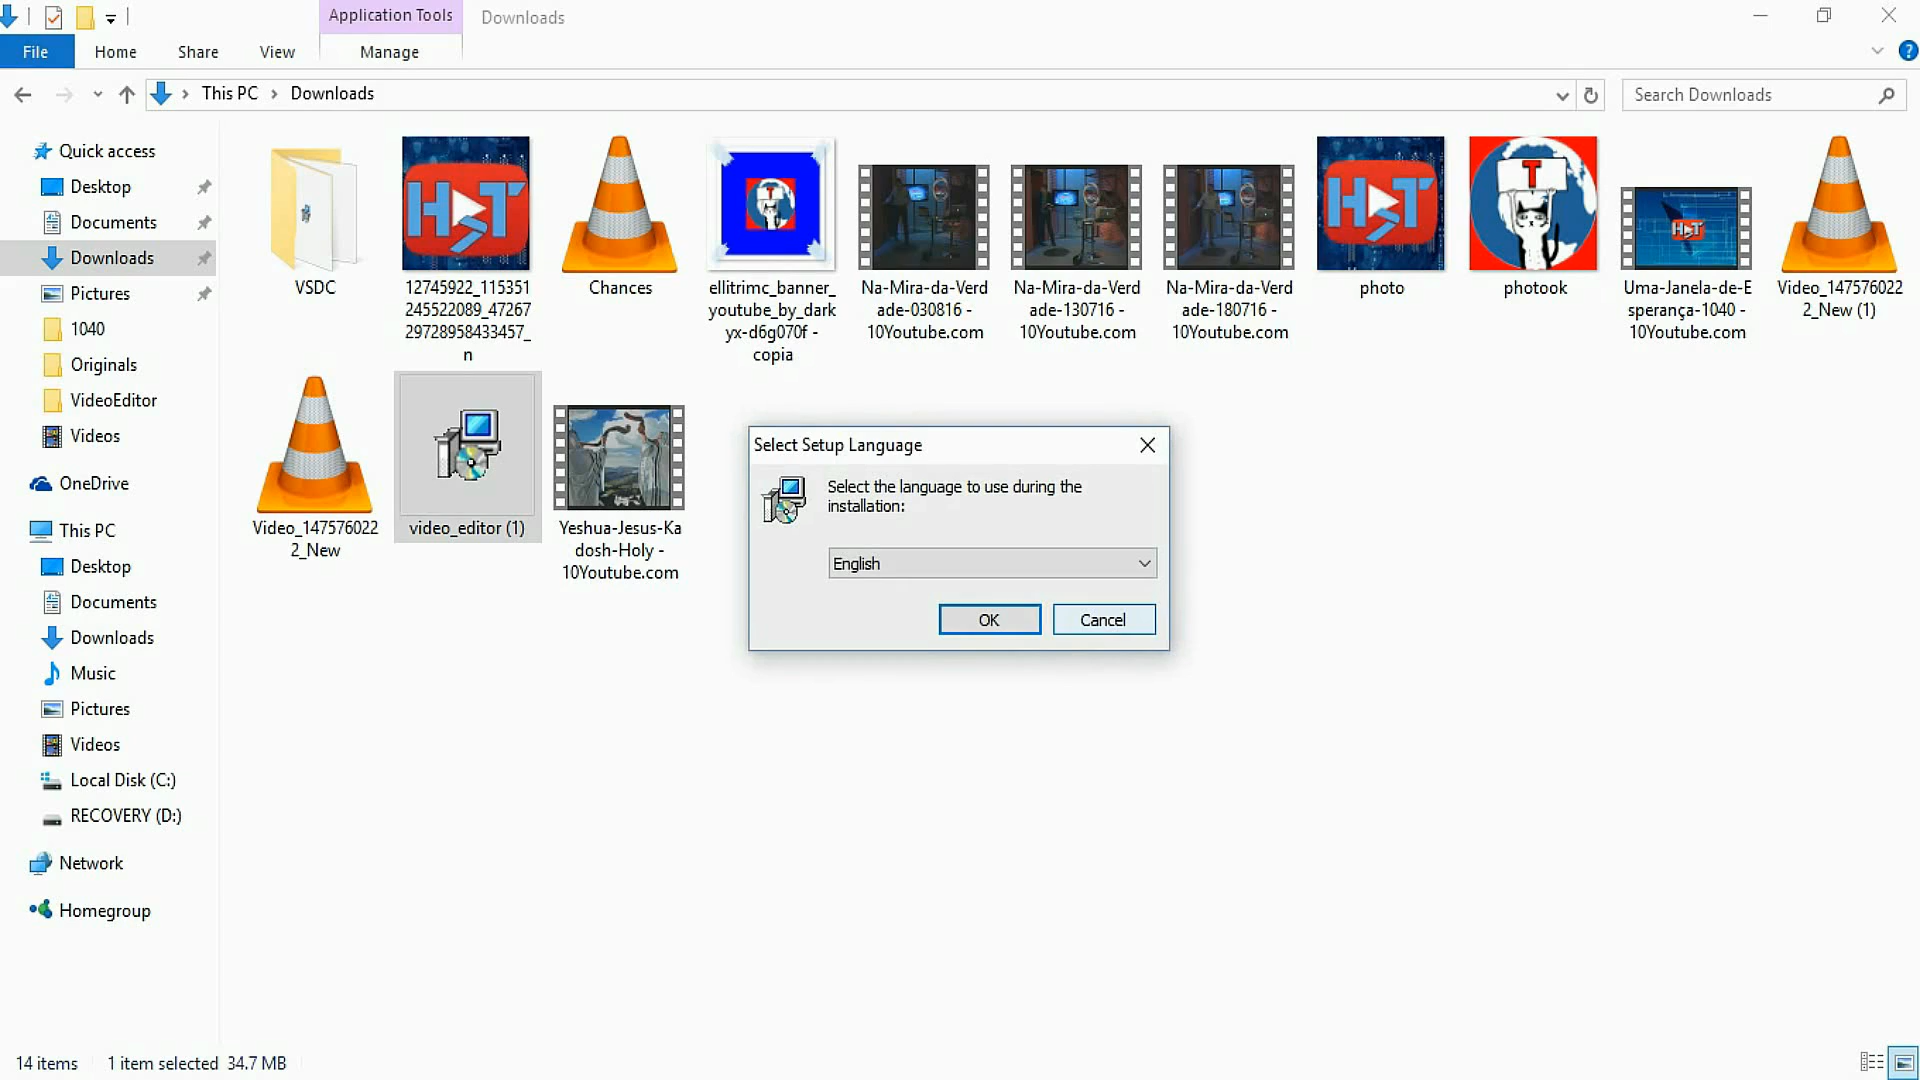 Application Tools
Downloads
File
Home
Share
View
Manage
This PC
Downloads
Search Downloads
Quick access
Desktop
Documents
Downloads
Pictures
1040
Originals
VideoEditor
Videos
OneDrive
This PC
Desktop
Documents
Downloads
Music
Pictures
Videos
Local Disk (C:)
RECOVERY (D:)
Network
Homegroup
VSDC
HST
12745922_115351
245522089_47267
29728958433457_
n
Chances
T
ellitrimc_banner_
youtube_by_dark
yx-d6g070f -
copia
Na-Mira-da-Verd
ade-030816 -
10Youtube.com
Na-Mira-da-Verd
ade-130716 -
10Youtube.com
Na-Mira-da-Verd
ade-180716 -
10Youtube.com
HST
photo
T
photook
HST
Uma-Janela-de-E
sperança-1040 -
10Youtube.com
Video_147576022
2_New (1)
Video_147576022
2_New
video_editor (1)
Yeshua-Jesus-Ka
dosh-Holy -
10Youtube.com
Select Setup Language
Select the language to use during the
installation:
English
OK
Cancel
14 items
1 item selected 34.7 MB